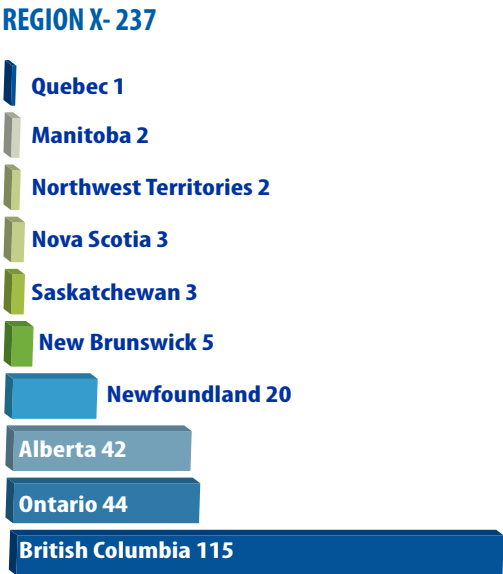 REGION X- 237
Quebec 1
Manitoba 2
Northwest Territories 2
Nova Scotia 3
Saskatchewan 3
New Brunswick 5
Newfoundland 20
Alberta 42
Ontario 44
British Columbia 115